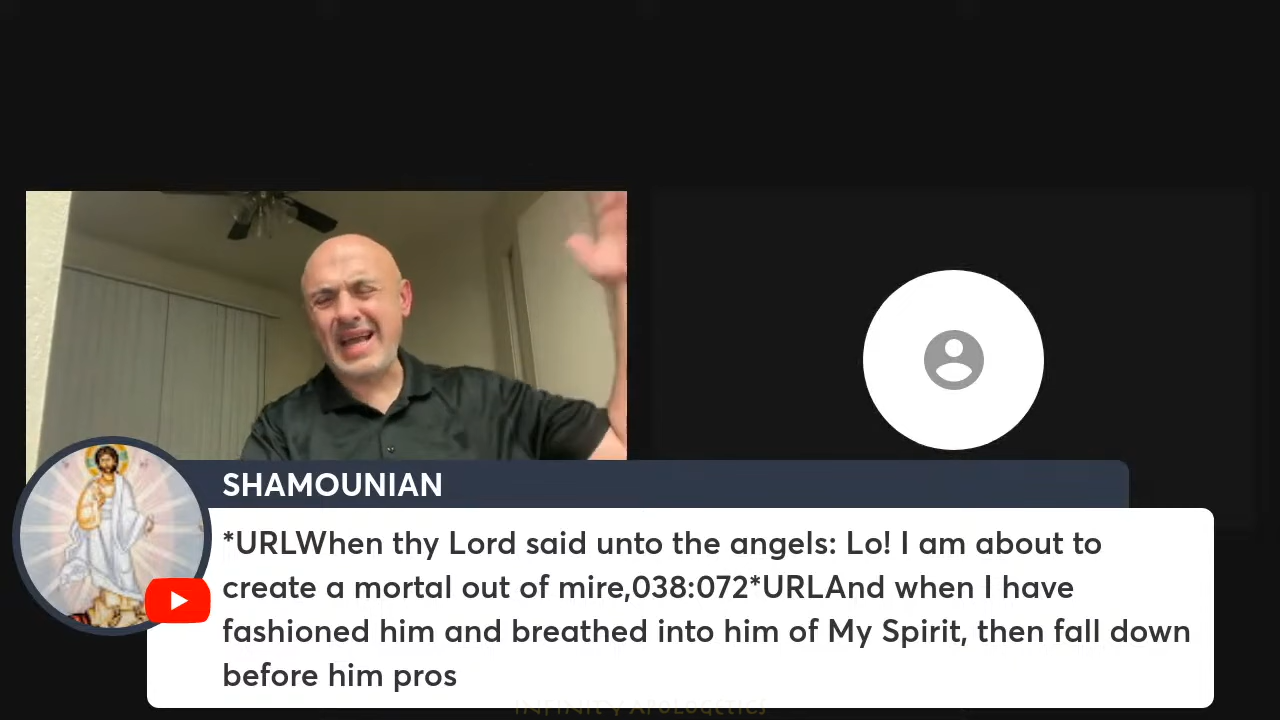 SHAMOUNIAN
*URLWhen thy Lord said unto the angels: Lo! I am about to
create a mortal out of mire,038:072*URLAnd when I have
fashioned him and breathed into him of My Spirit, then fall down
before him pros